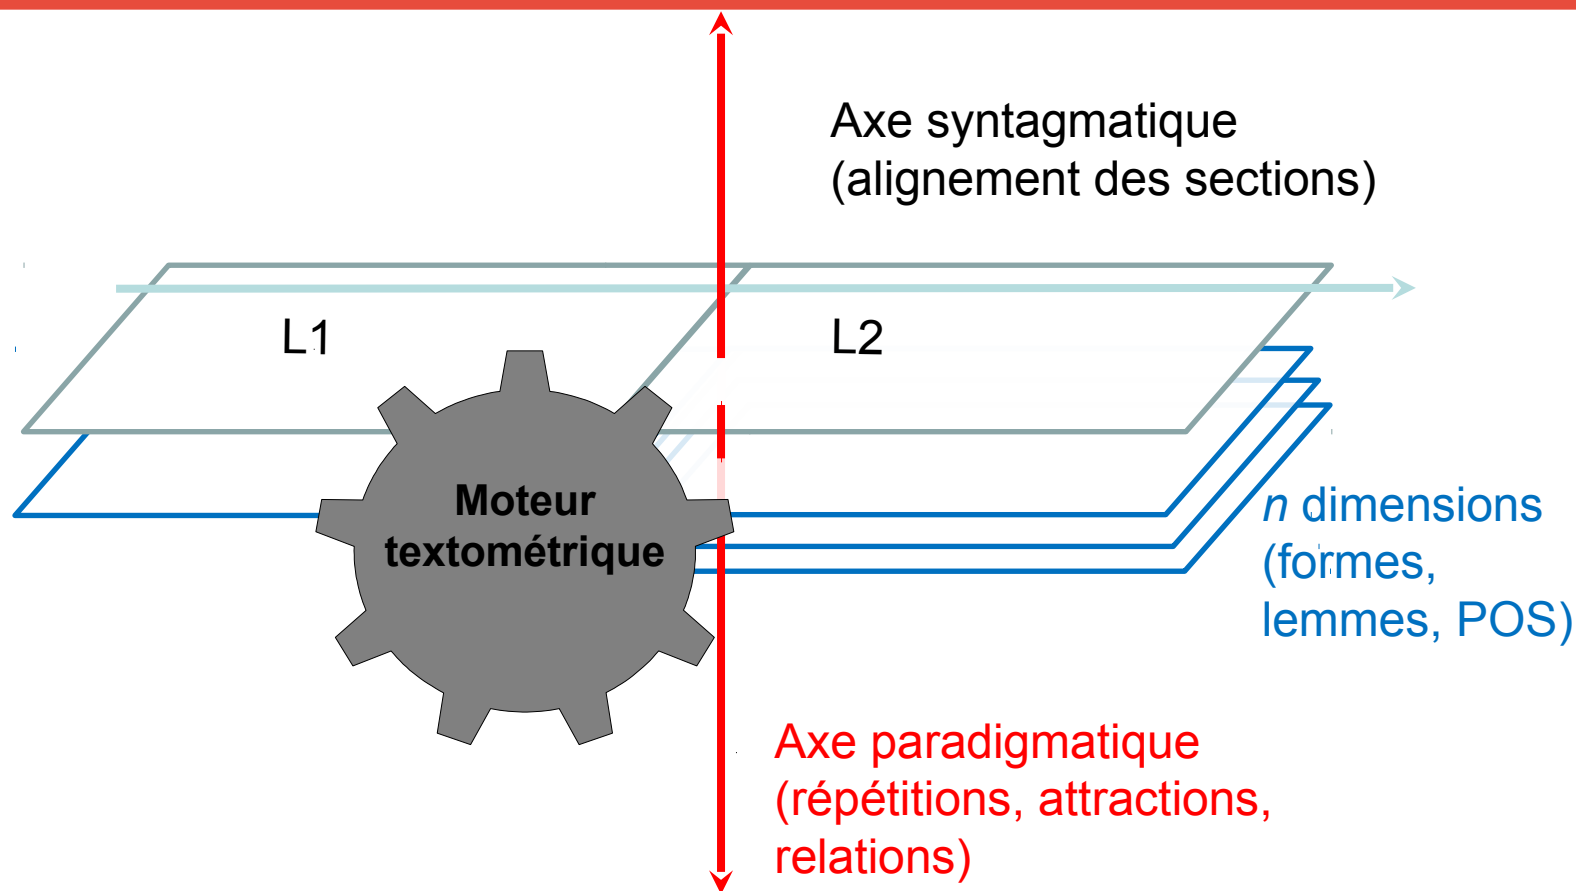 Axe syntagmatique
(alignement des sections)
L1
L2
Moteur
textométrique
n dimensions
(formes,
lemmes, POS)
Axe paradigmatique
(répétitions, attractions,
relations)